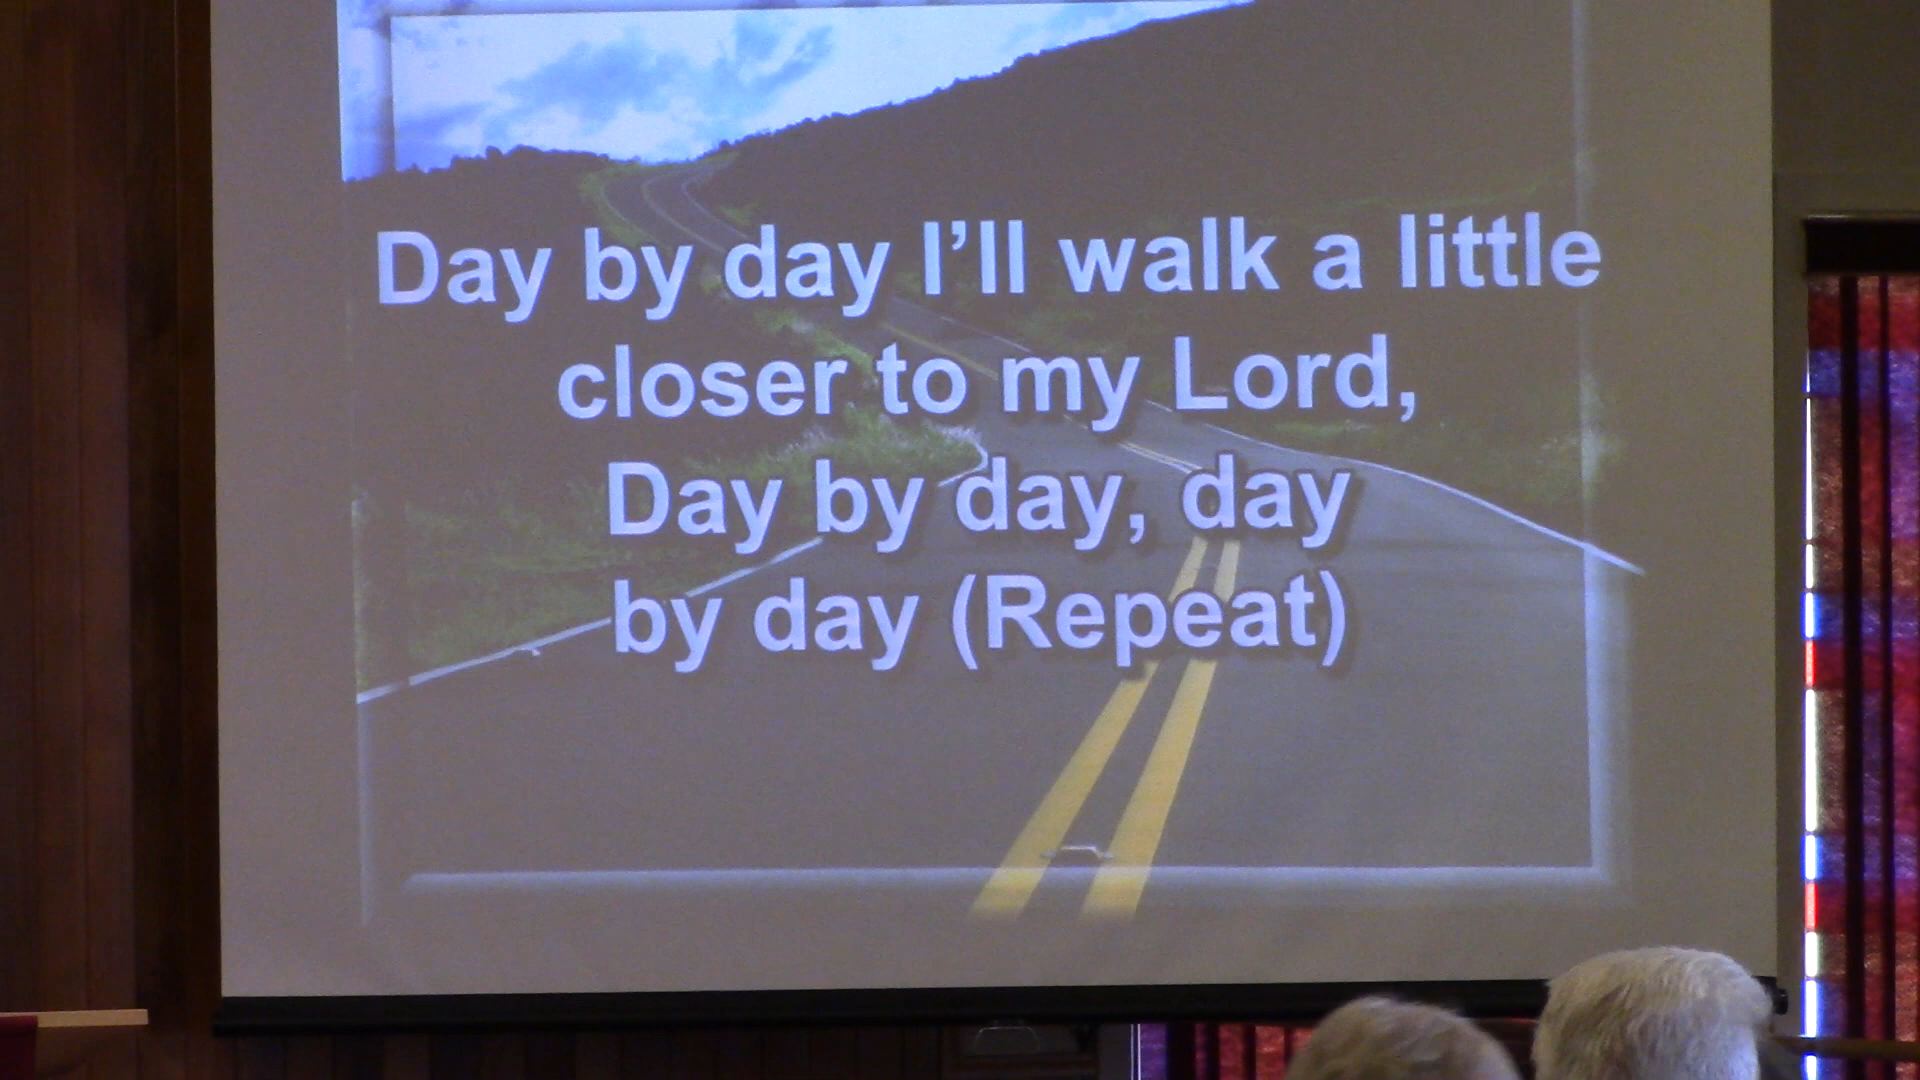 Day by day I’ll walk a little
closer to my Lord,
Day by day, day
by day (Repeat)